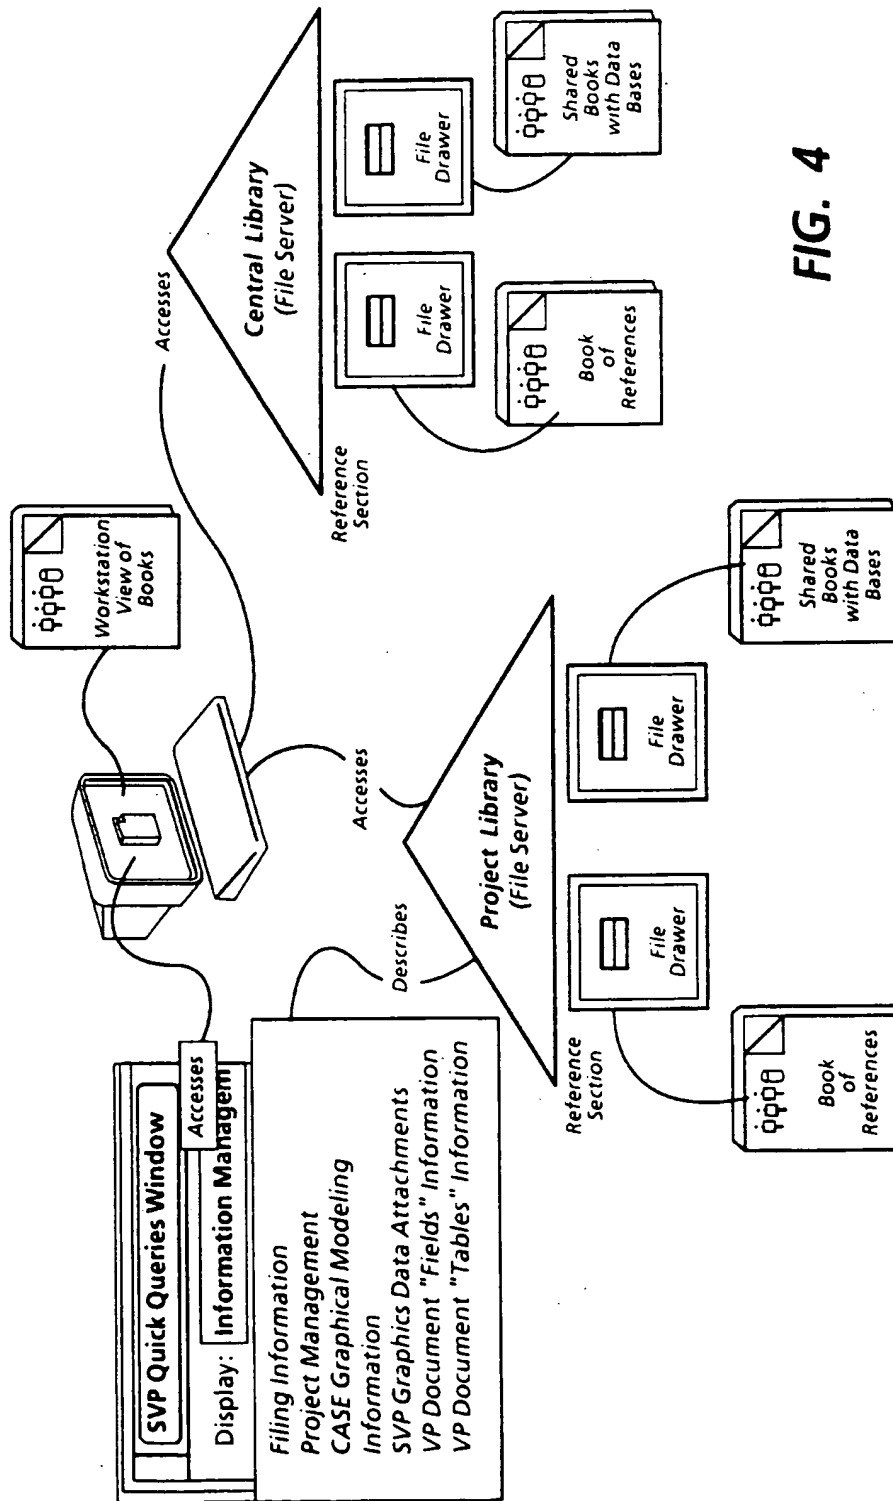 SVP Quick Queries Window
Display: Information Managem
Accesses
Filing Information
Project Management
CASE Graphical Modeling
Information
SVP Graphics Data Attachments
VP Document "Fields" Information
VP Document "Tables" Information
Describes
Workstation
View of
Books
Accesses
Accesses
Project Library
(File Server)
Reference
Section
File
Drawer
File
Drawer
Book
of
References
Shared
Books
with Data
Bases
Central Library
(File Server)
Reference
Section
File
Drawer
File
Drawer
Book
of
References
Shared
Books
with Data
Bases
FIG. 4